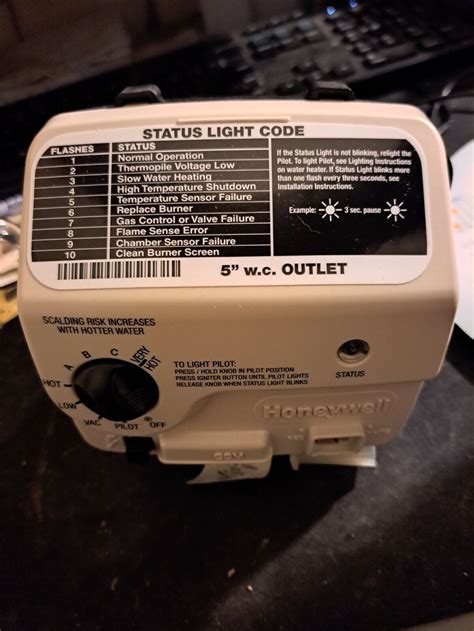 STATUS LIGHT CODE
FLASHES STATUS
1 Normal Operation
2 Thermopile Voltage Low
3 Slow Water Heating
4 High Temperature Shutdown
5 Temperature Sensor Failure
6 Replace Burner
7 Gas Control or Valve Failure
8 Flame Sense Error
9 Chamber Sensor Failure
10 Clean Burner Screen
If the Status Light is not blinking, relight the
Pilot. To light Pilot, see Lighting Instructions
on water heater. If Status Light blinks more
than one flash every three seconds, see
Installation Instructions.
Example: 3 sec. pause
5" w.c. OUTLET
SCALDING RISK INCREASES
WITH HOTTER WATER
VERY HOT
C
B
A
HOT
LOW
VAC
PILOT
OFF
TO LIGHT PILOT:
PRESS / HOLD KNOB IN PILOT POSITION
PRESS IGNITER BUTTON UNTIL PILOT LIGHTS
RELEASE KNOB WHEN STATUS LIGHT BLINKS
STATUS
Honeywell